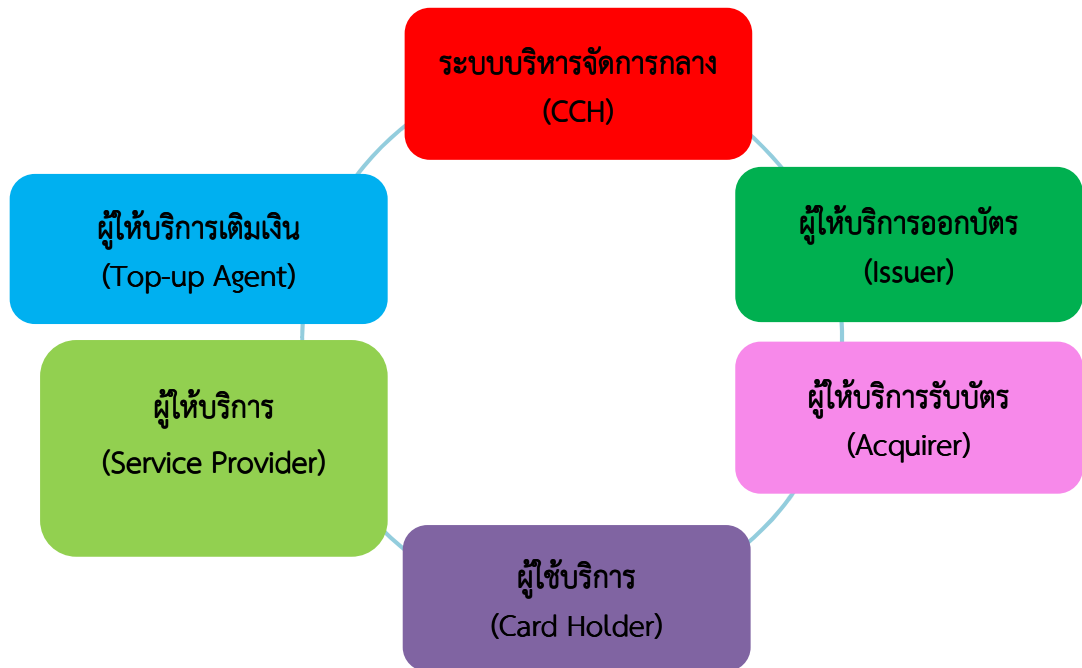 ระบบบริหารจัดการกลาง
(CCH)
ผู้ให้บริการเติมเงิน
(Top-up Agent)
ผู้ให้บริการออกบัตร
(Issuer)
ผู้ให้บริการ
(Service Provider)
ผู้ให้บริการรับบัตร
(Acquirer)
ผู้ใช้บริการ
(Card Holder)